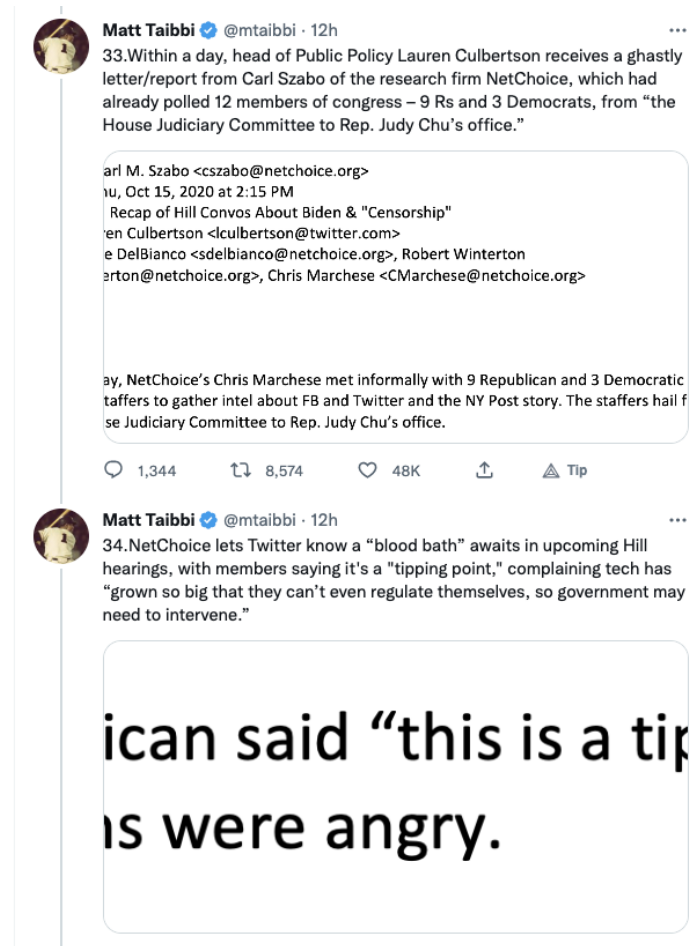 Matt Taibbi @mtaibbi · 12h
33.Within a day, head of Public Policy Lauren Culbertson receives a ghastly
letter/report from Carl Szabo of the research firm NetChoice, which had
already polled 12 members of congress – 9 Rs and 3 Democrats, from “the
House Judiciary Committee to Rep. Judy Chu’s office.”
arl M. Szabo <cszabo@netchoice.org>
u, Oct 15, 2020 at 2:15 PM
Recap of Hill Convos About Biden & "Censorship"
en Culbertson <lculbertson@twitter.com>
e DelBianco <sdelbianco@netchoice.org>, Robert Winterton
erton@netchoice.org>, Chris Marchese <CMarchese@netchoice.org>
ay, NetChoice’s Chris Marchese met informally with 9 Republican and 3 Democratic
taffers to gather intel about FB and Twitter and the NY Post story. The staffers hail f
se Judiciary Committee to Rep. Judy Chu’s office.
1,344 8,574 48K Tip
Matt Taibbi @mtaibbi · 12h
34.NetChoice lets Twitter know a “blood bath” awaits in upcoming Hill
hearings, with members saying it's a "tipping point," complaining tech has
“grown so big that they can’t even regulate themselves, so government may
need to intervene.”
ican said “this is a tip
s were angry.